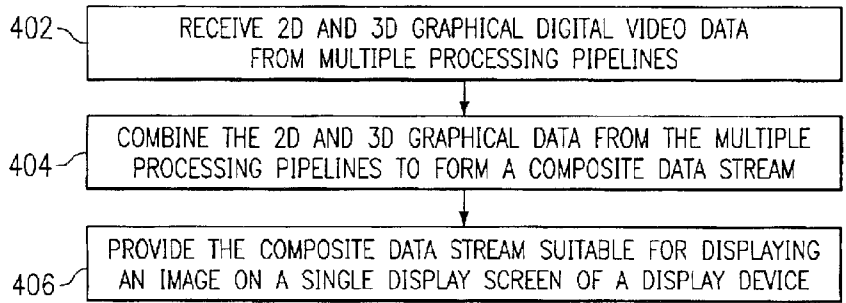 402
RECEIVE 2D AND 3D GRAPHICAL DIGITAL VIDEO DATA
FROM MULTIPLE PROCESSING PIPELINES
404
COMBINE THE 2D AND 3D GRAPHICAL DATA FROM THE MULTIPLE
PROCESSING PIPELINES TO FORM A COMPOSITE DATA STREAM
406
PROVIDE THE COMPOSITE DATA STREAM SUITABLE FOR DISPLAYING
AN IMAGE ON A SINGLE DISPLAY SCREEN OF A DISPLAY DEVICE